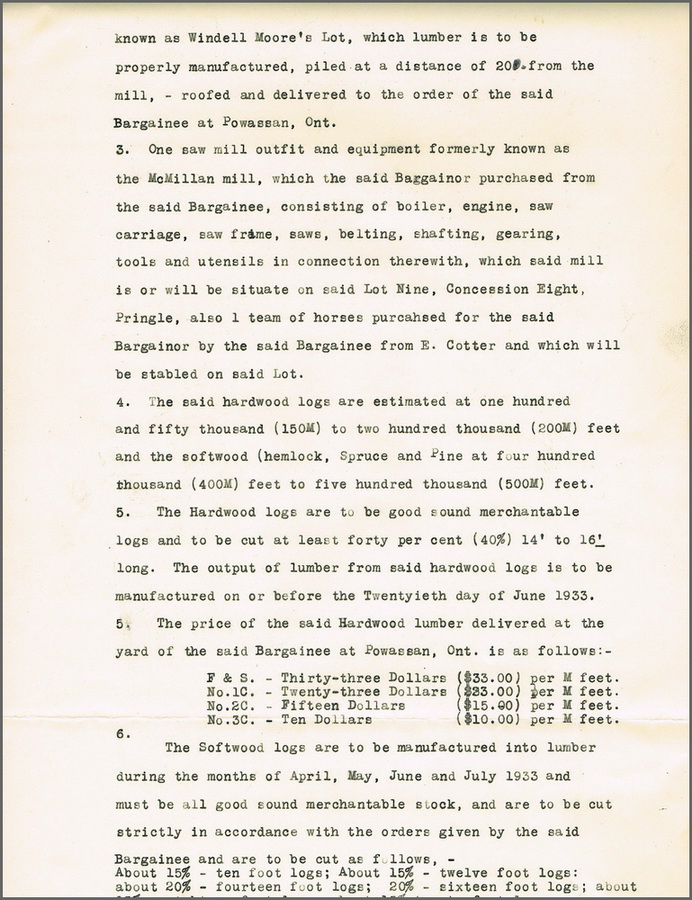 known as Windell Moore's Lot, which lumber is to be
properly manufactured, piled at a distance of from the
mill, - roofed and delivered to the order of the said
Bargainee at Powassan, Ont.
3. One saw mill outfit and equipment formerly known as
the McMillan mill, which the said Baggainor purchased from
the said Bargainee, consisting of boiler, engine, saw
carriage, saw frame, saws, belting, shafting, gearing,
tools and utensils in connection therewith, which said mill
is or will be situate on said Lot Nine, Concession Eight,
Pringle, also 1 team of horses purcahsed for the said
Bargainor by the said Bargainee from E. Cotter and which will
be stabled on said Lot.
4. The said hardwood logs are estimated at one hundred
and fifty thousand (150M) to two hundred thousand (200M) feet
and the softwood (hemlock, Spruce and Pine at four hundred
thousand (400M) feet to five hundred thousand (500M) feet.
5. The Hardwood logs are to be good sound merchantable
logs and to be cut at least forty per cent (40%) 14' to 16'
long. The output of lumber from said hardwood logs is to be
manufactured on or before the Twentyieth day of June 1933.
5. The price of the said Hardwood lumber delivered at the
yard of the said Bargainee at Powassan, Ont. is as follows:-
F & S. - Thirty-three Dollars ($33.00) per M feet.
No.1C. - Twenty-three Dollars ($23.00) per M feet.
No.2C. - Fifteen Dollars ($15.00) per M feet.
No.3C. - Ten Dollars ($10.00) per M feet.
6.
The Softwood logs are to be manufactured into lumber
during the months of April, May, June and July 1933 and
must be all good sound merchantable stock, and are to be cut
strictly in accordance with the orders given by the said
Bargainee and are to be cut as follows, -
About 15% - ten foot logs; About 15% - twelve foot logs:
about 20% - fourteen foot logs; 20% - sixteen foot logs; about